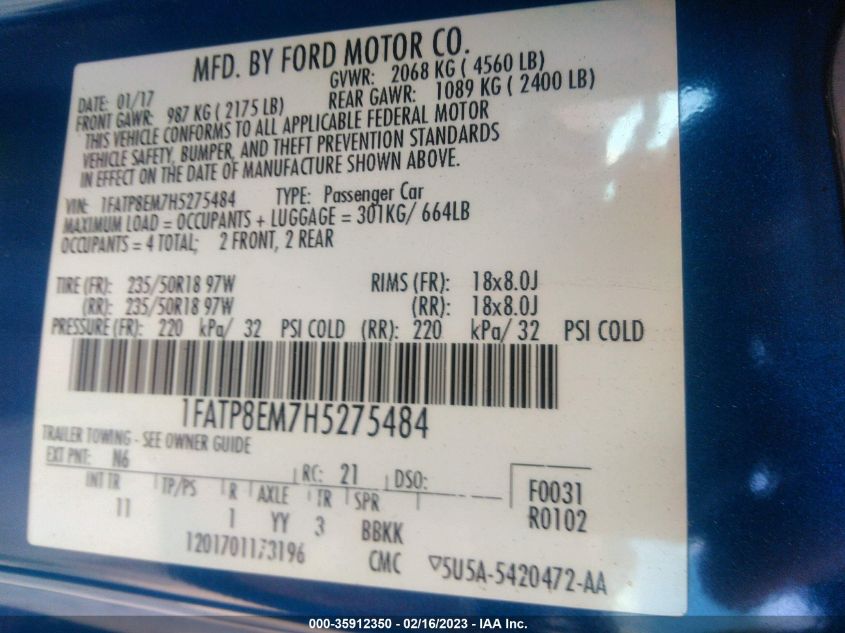 MFD. BY FORD MOTOR CO.
DATE: 01/17 GVWR: 2068 KG ( 4560 LB)
FRONT GAWR: 987 KG ( 2175 LB) REAR GAWR: 1089 KG ( 2400 LB)
THIS VEHICLE CONFORMS TO ALL APPLICABLE FEDERAL MOTOR
VEHICLE SAFETY, BUMPER, AND THEFT PREVENTION STANDARDS
IN EFFECT ON THE DATE OF MANUFACTURE SHOWN ABOVE.
VIN: 1FATP8EM7H5275484 TYPE: Passenger Car
MAXIMUM LOAD = OCCUPANTS + LUGGAGE = 301KG/ 664LB
OCCUPANTS = 4 TOTAL; 2 FRONT, 2 REAR
TIRE (FR): 235/50R18 97W RIMS (FR): 18x8.0J
(RR): 235/50R18 97W (RR): 18x8.0J
PRESSURE (FR): 220 kPa/ 32 PSI COLD (RR): 220 kPa/ 32 PSI COLD
1FATP8EM7H5275484
TRAILER TOWING - SEE OWNER GUIDE
EXT PNT: N6 RC: 21 DSO:
INT TR TP/PS R AXLE TR SPR F0031
11 1 YY 3 BBKK R0102
1201701173196 CMC ▽5U5A-5420472-AA
000-35912350 - 02/16/2023 - IAA Inc.